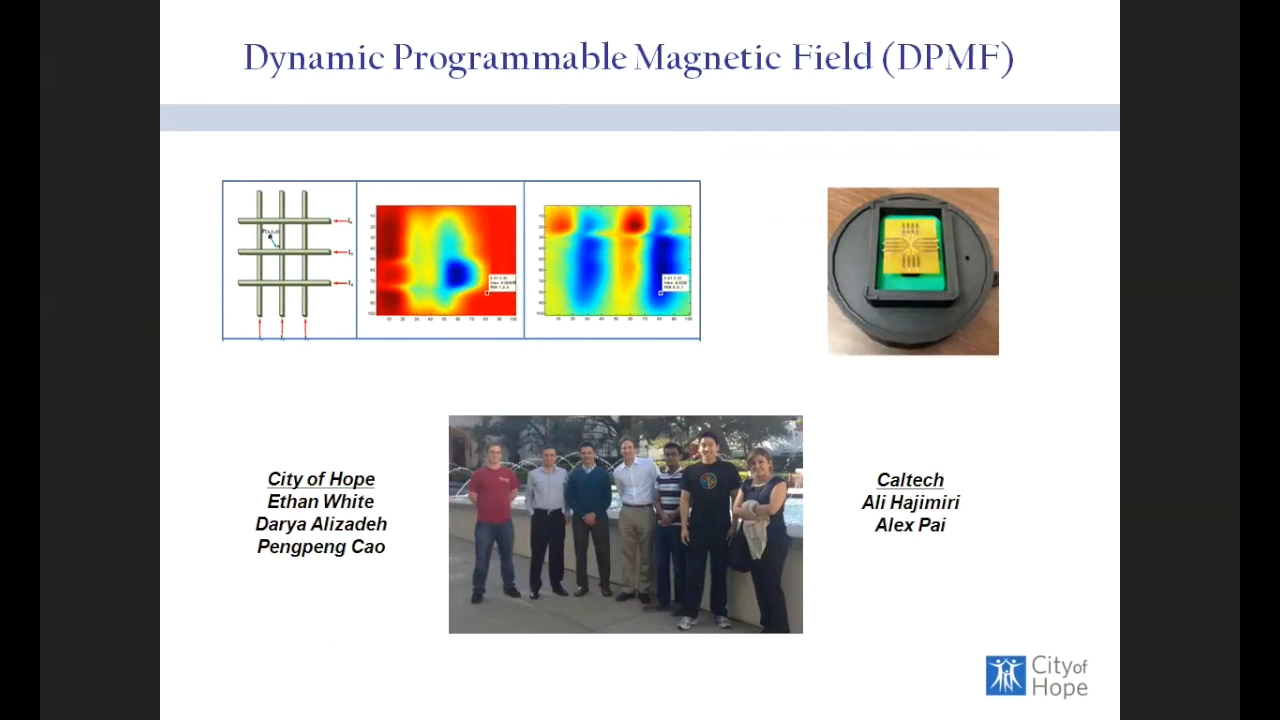 Dynamic Programmable Magnetic Field (DPMF)
City of Hope
Ethan White
Darya Alizadeh
Pengpeng Cao
Caltech
Ali Hajimiri
Alex Pai
City of
Hope